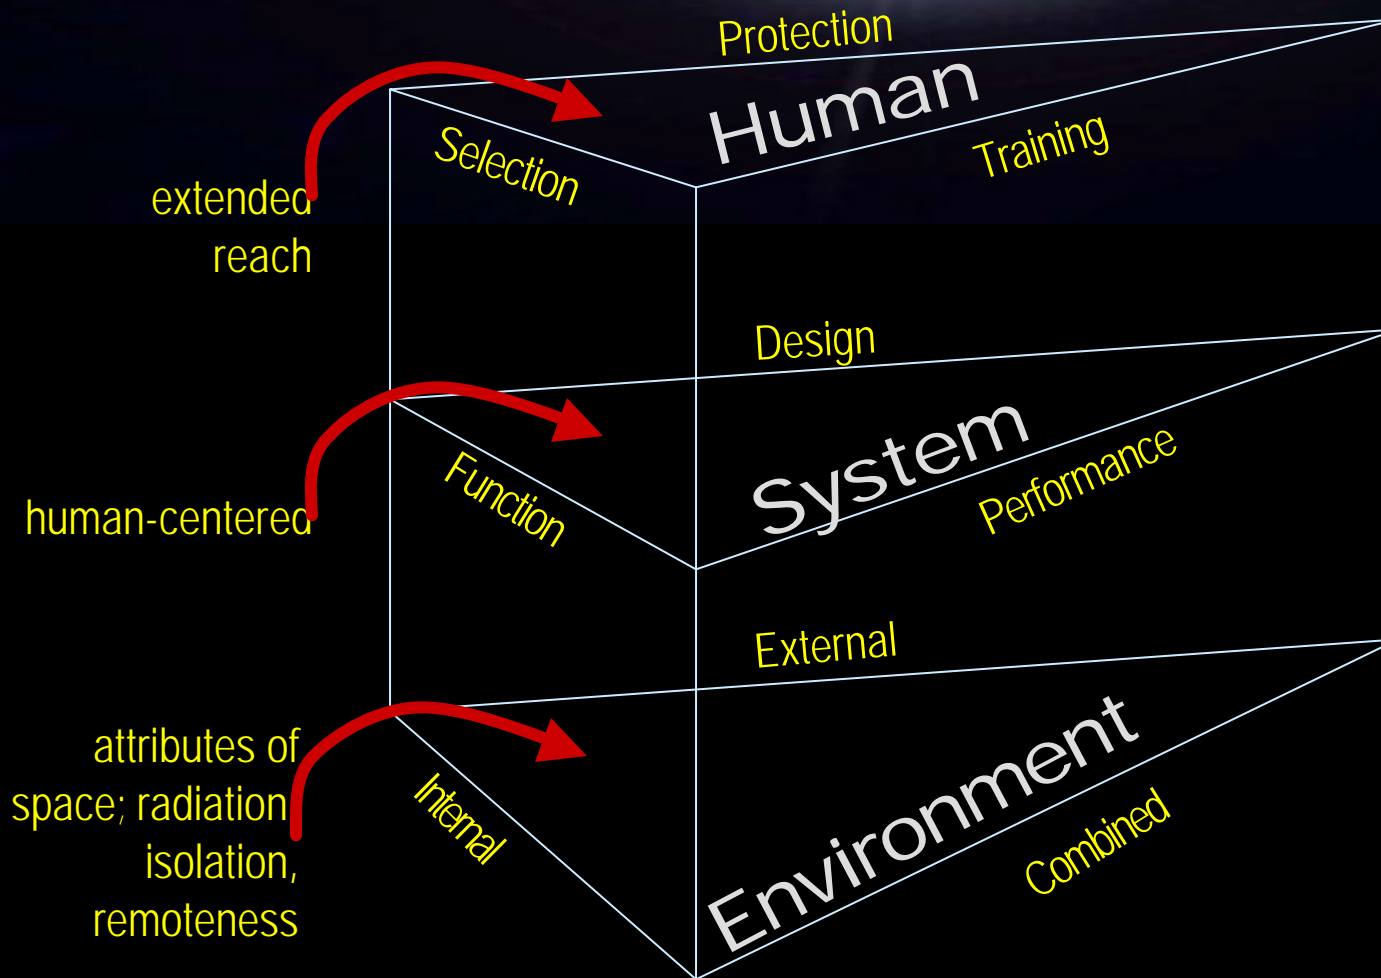 Protection
Human
Selection
Training
extended
reach
Design
System
Function
Performance
human-centered
External
Environment
Internal
Combined
attributes of
space; radiation
isolation,
remoteness